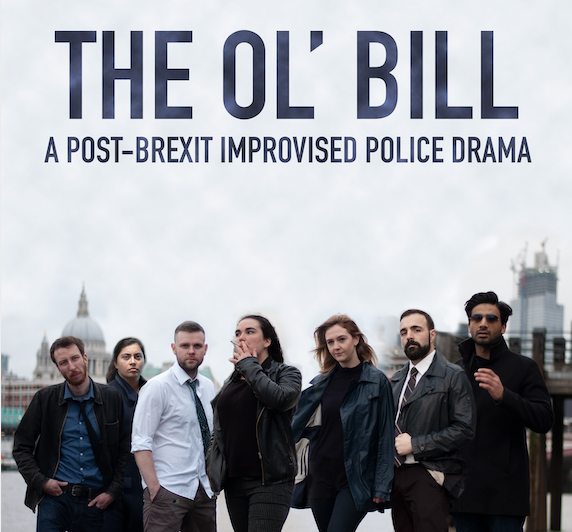 THE OL’ BILL
A POST-BREXIT IMPROVISED POLICE DRAMA